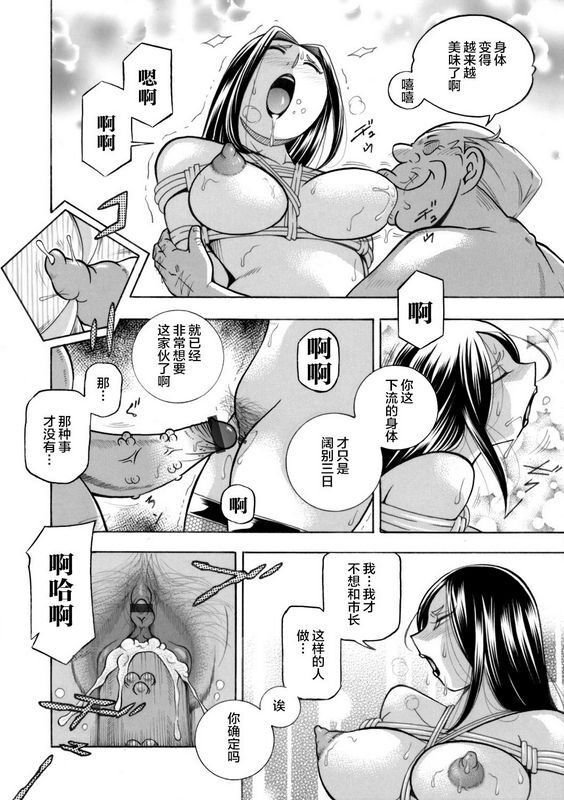 身体
变得
越来越
美味了啊
嘻嘻
嗯啊
啊啊
啊
你这
下流的身体
才只是
阔别三日
啊啊
就已经
非常想要
这家伙了啊
那…
那种事
才没有…
啊
我…我才
不想和市长
这样的人
做…
诶
你确定吗
啊哈啊